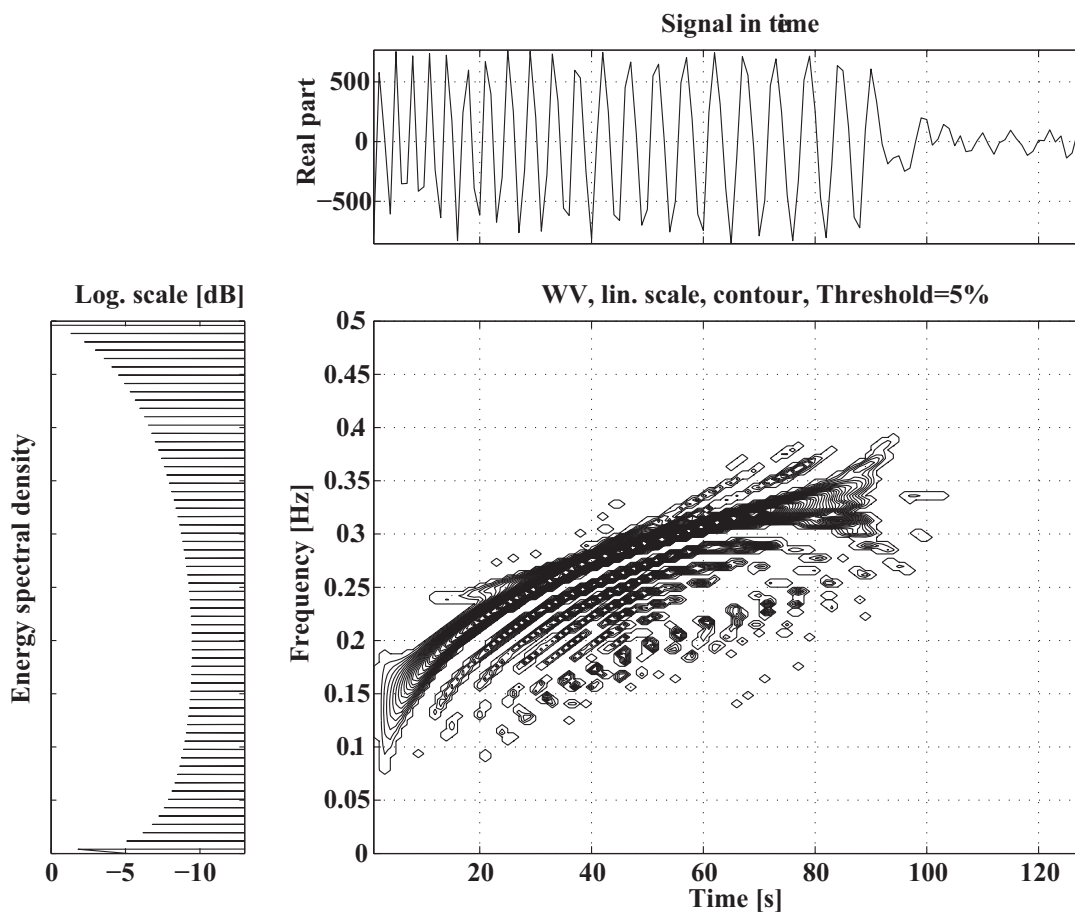 Signal in time
Real part
500
0
−500
Log. scale [dB]
WV, lin. scale, contour, Threshold=5%
Energy spectral density
Frequency [Hz]
0.5
0.45
0.4
0.35
0.3
0.25
0.2
0.15
0.1
0.05
0
0 −5 −10
20 40 60 80 100 120
Time [s]